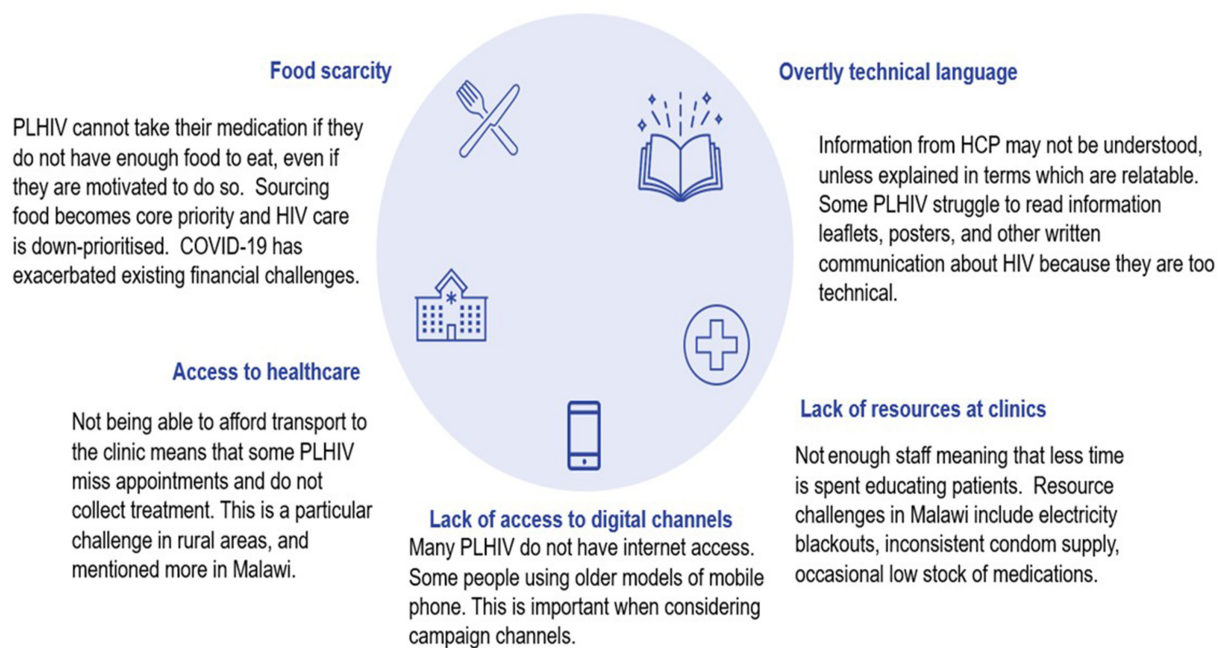 Food scarcity
PLHIV cannot take their medication if they
do not have enough food to eat, even if
they are motivated to do so. Sourcing
food becomes core priority and HIV care
is down-prioritised. COVID-19 has
exacerbated existing financial challenges.
Overtly technical language
Information from HCP may not be understood,
unless explained in terms which are relatable.
Some PLHIV struggle to read information
leaflets, posters, and other written
communication about HIV because they are too
technical.
Access to healthcare
Not being able to afford transport to
the clinic means that some PLHIV
miss appointments and do not
collect treatment. This is a particular
challenge in rural areas, and
mentioned more in Malawi.
Lack of access to digital channels
Many PLHIV do not have internet access.
Some people using older models of mobile
phone. This is important when considering
campaign channels.
Lack of resources at clinics
Not enough staff meaning that less time
is spent educating patients. Resource
challenges in Malawi include electricity
blackouts, inconsistent condom supply,
occasional low stock of medications.